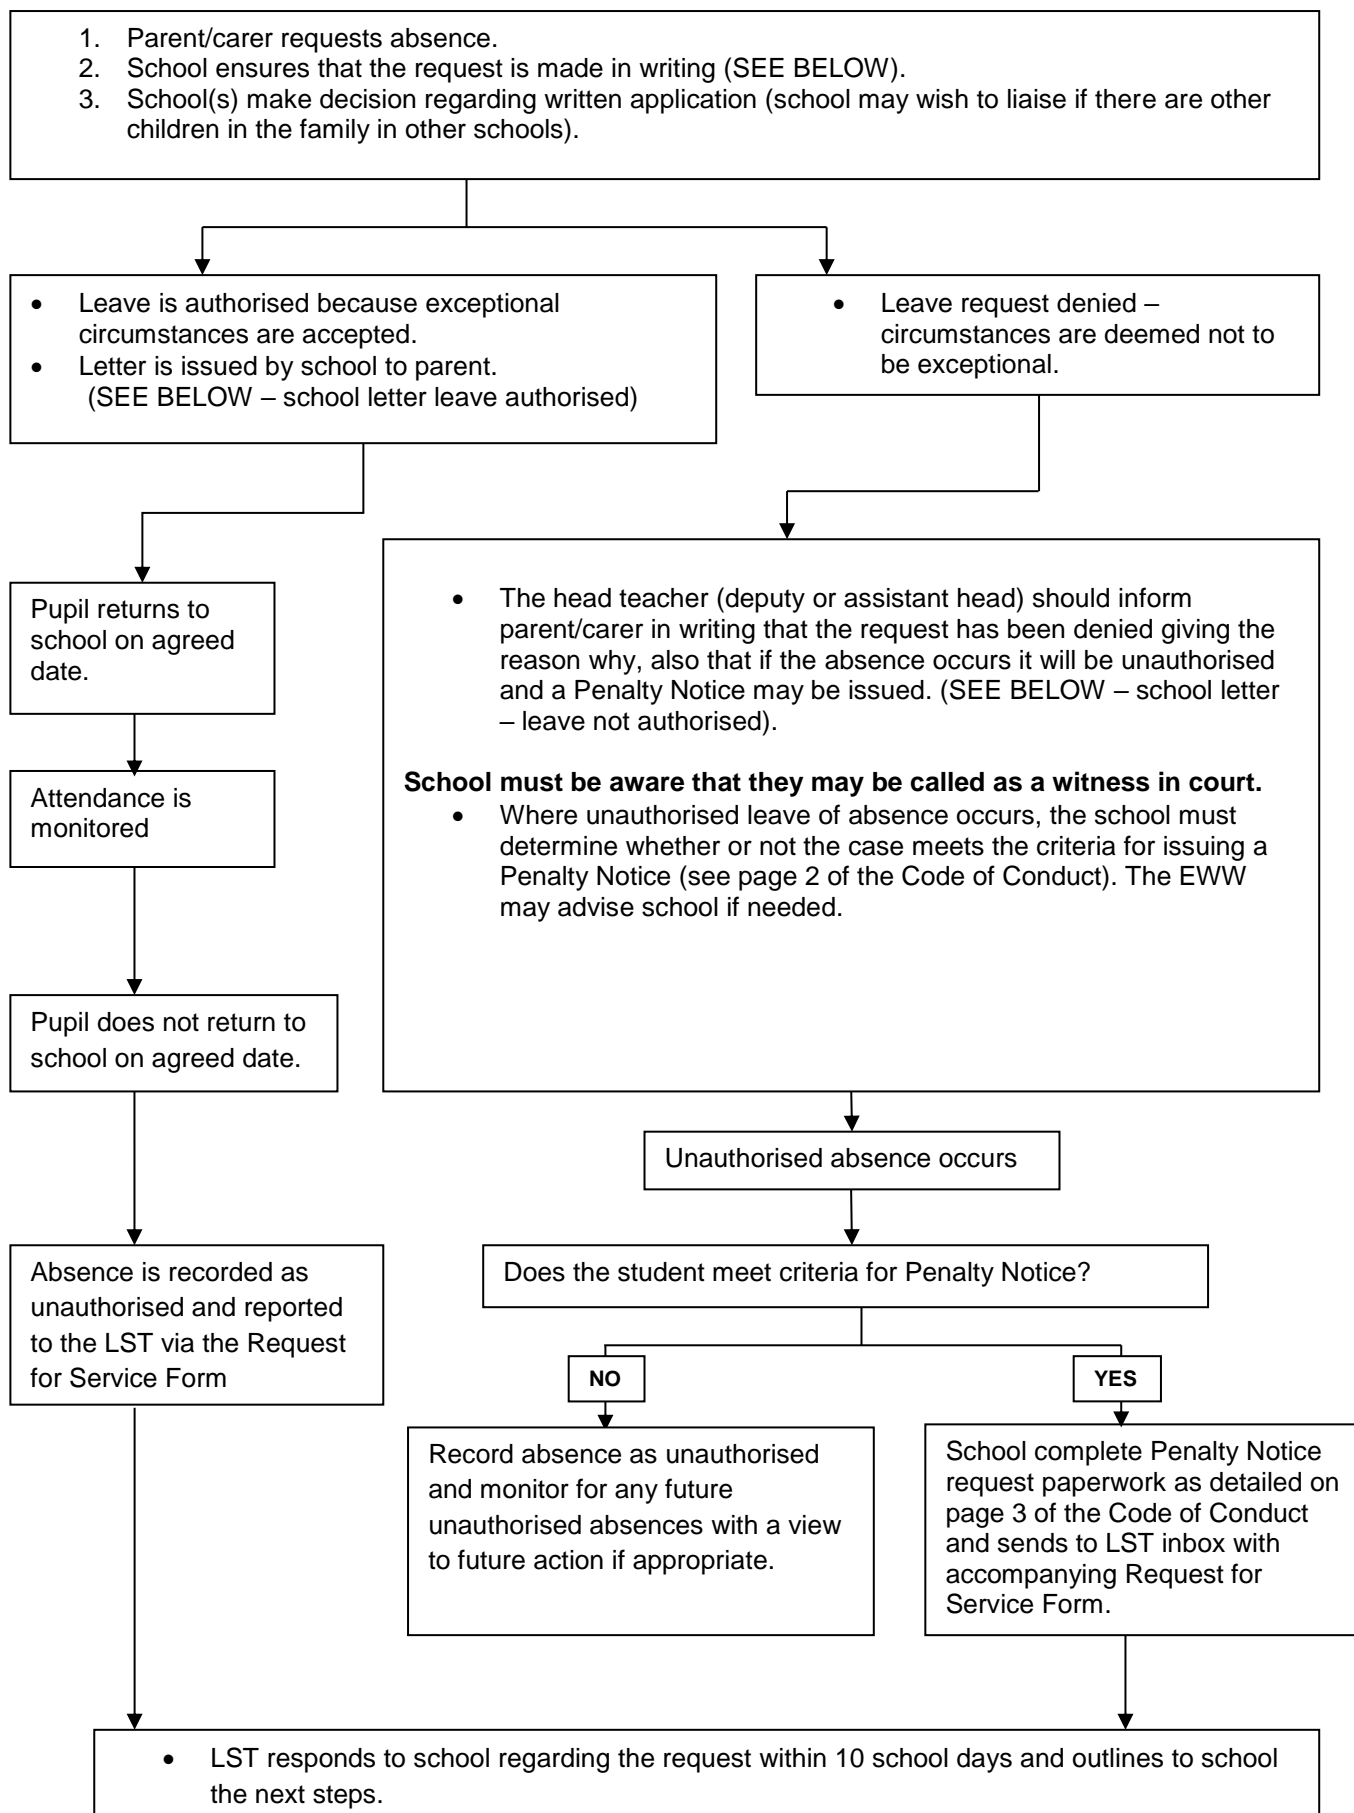 1. Parent/carer requests absence.
2. School ensures that the request is made in writing (SEE BELOW).
3. School(s) make decision regarding written application (school may wish to liaise if there are other
children in the family in other schools).
• Leave is authorised because exceptional
circumstances are accepted.
• Letter is issued by school to parent.
(SEE BELOW – school letter leave authorised)
• Leave request denied –
circumstances are deemed not to
be exceptional.
Pupil returns to
school on agreed
date.
Attendance is
monitored
Pupil does not return to
school on agreed date.
Absence is recorded as
unauthorised and reported
to the LST via the Request
for Service Form
• The head teacher (deputy or assistant head) should inform
parent/carer in writing that the request has been denied giving the
reason why, also that if the absence occurs it will be unauthorised
and a Penalty Notice may be issued. (SEE BELOW – school letter
– leave not authorised).
School must be aware that they may be called as a witness in court.
• Where unauthorised leave of absence occurs, the school must
determine whether or not the case meets the criteria for issuing a
Penalty Notice (see page 2 of the Code of Conduct). The EWW
may advise school if needed.
Unauthorised absence occurs
Does the student meet criteria for Penalty Notice?
NO
YES
Record absence as unauthorised
and monitor for any future
unauthorised absences with a view
to future action if appropriate.
School complete Penalty Notice
request paperwork as detailed on
page 3 of the Code of Conduct
and sends to LST inbox with
accompanying Request for
Service Form.
• LST responds to school regarding the request within 10 school days and outlines to school
the next steps.